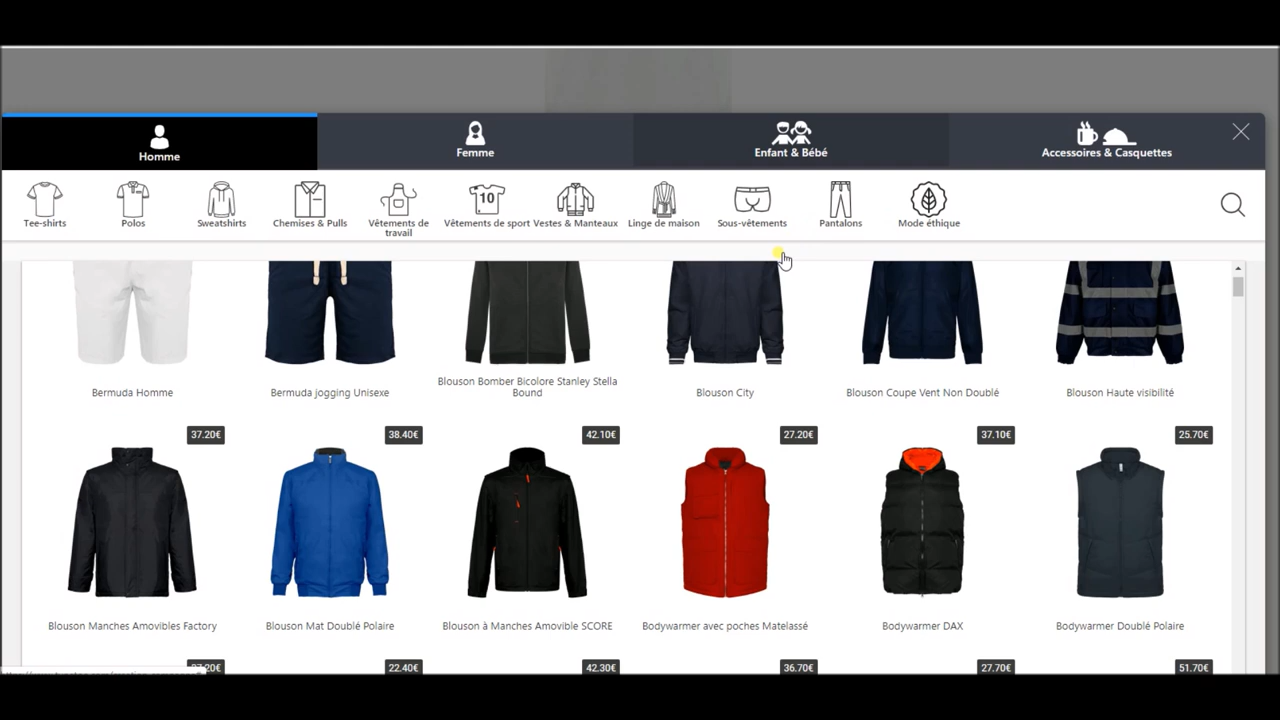 Homme
Femme
Enfant & Bébé
Accessoires & Casquettes
Tee-shirts
Polos
Sweatshirts
Chemises & Pulls
Vêtements de travail
Vêtements de sport
10
Vestes & Manteaux
Linge de maison
Sous-vêtements
Pantalons
Mode éthique
Bermuda Homme
Bermuda jogging Unisexe
Blouson Bomber Bicolore Stanley Stella
Bound
Blouson City
Blouson Coupe Vent Non Doublé
Blouson Haute visibilité
37.20€
38.40€
42.10€
27.20€
37.10€
25.70€
Blouson Manches Amovibles Factory
Blouson Mat Doublé Polaire
Blouson à Manches Amovible SCORE
Bodywarmer avec poches Matelassé
Bodywarmer DAX
Bodywarmer Doublé Polaire
22.40€
42.30€
36.70€
27.70€
51.70€